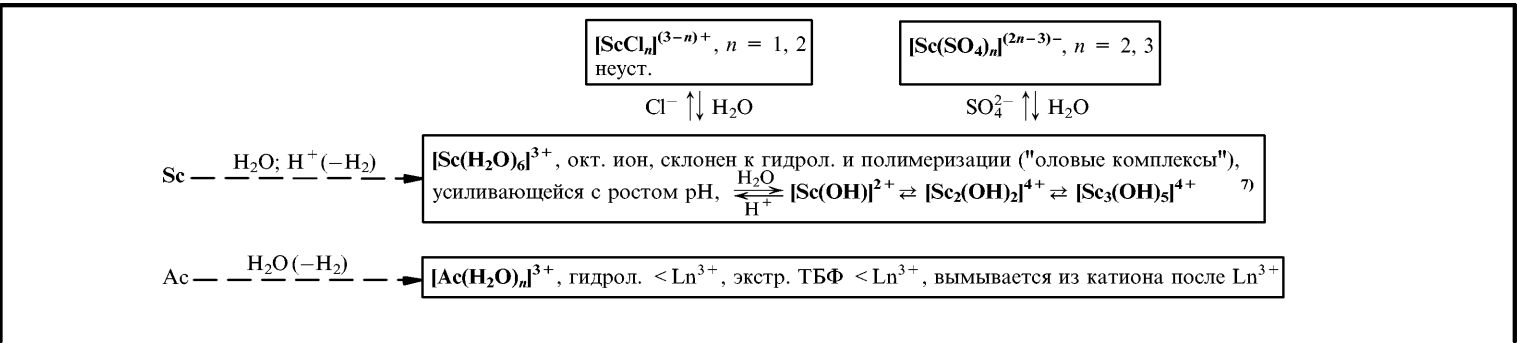 [ScClₙ]⁽³⁻ⁿ⁾⁺, n = 1, 2
неуст.
[Sc(SO₄)ₙ]⁽²ⁿ⁻³⁾⁻, n = 2, 3
Cl⁻ ↑↓ H₂O
SO₄²⁻ ↑↓ H₂O
Sc
H₂O; H⁺(−H₂)
[Sc(H₂O)₆]³⁺, окт. ион, склонен к гидрол. и полимеризации ("оловые комплексы"),
усиливающейся с ростом pH, H₂O ⇄ H⁺ [Sc(OH)]²⁺ ⇄ [Sc₂(OH)₂]⁴⁺ ⇄ [Sc₃(OH)₅]⁴⁺ ⁷⁾
Ac
H₂O (−H₂)
[Ac(H₂O)ₙ]³⁺, гидрол. < Ln³⁺, экстр. ТБФ < Ln³⁺, вымывается из катиона после Ln³⁺